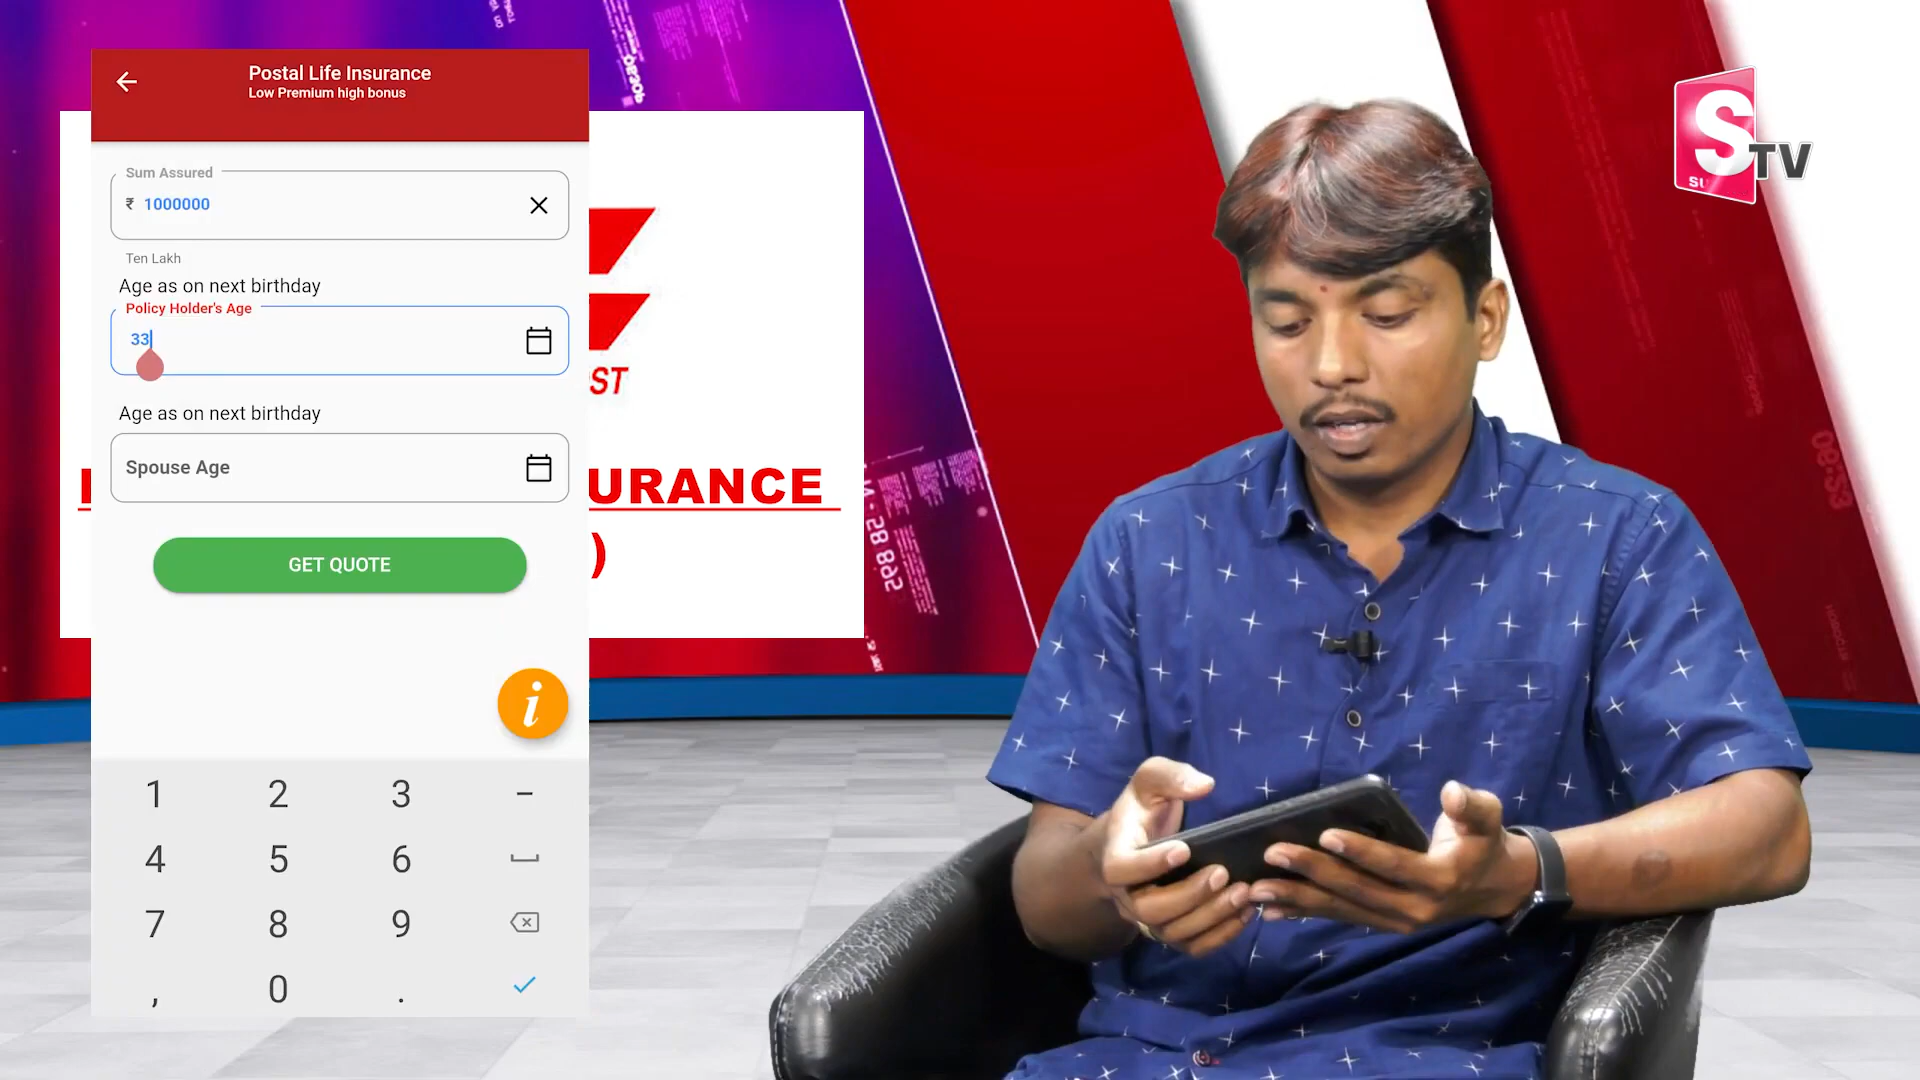 Postal Life Insurance
Low Premium high bonus
Sum Assured
₹ 1000000
Ten Lakh
Age as on next birthday
Policy Holder's Age
33
Age as on next birthday
Spouse Age
GET QUOTE
i
1 2 3 –
4 5 6
7 8 9
, 0 .
ST
URANCE
)
S TV